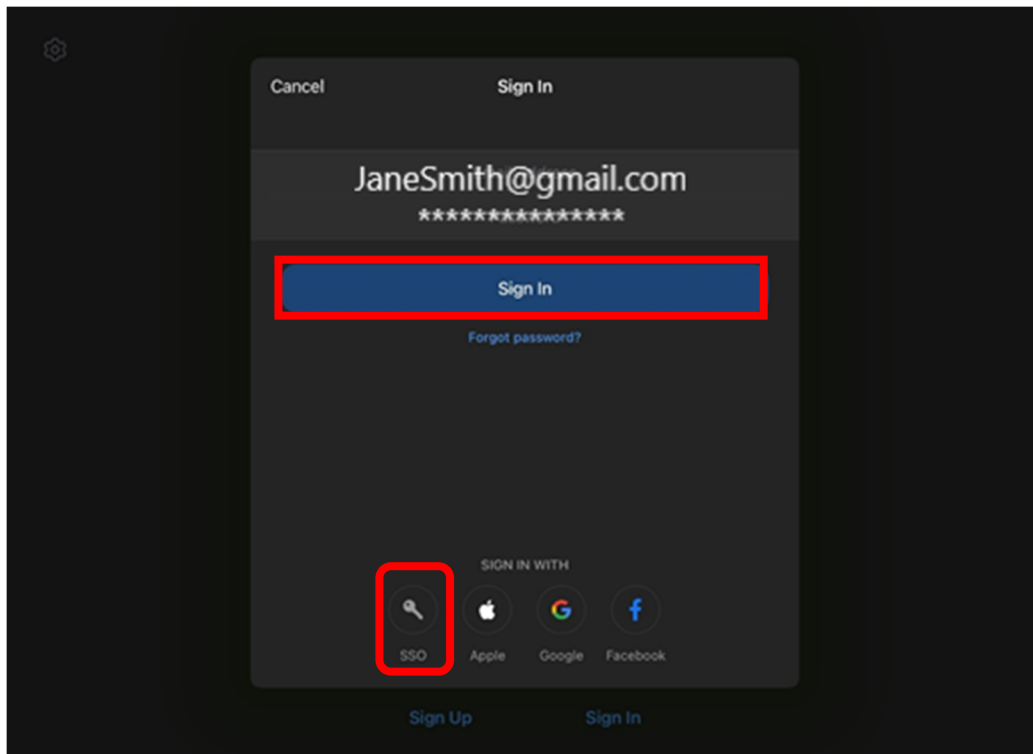 Cancel Sign In
JaneSmith@gmail.com
***************
Sign In
Forgot password?
SIGN IN WITH
SSO Apple Google Facebook
Sign Up Sign In